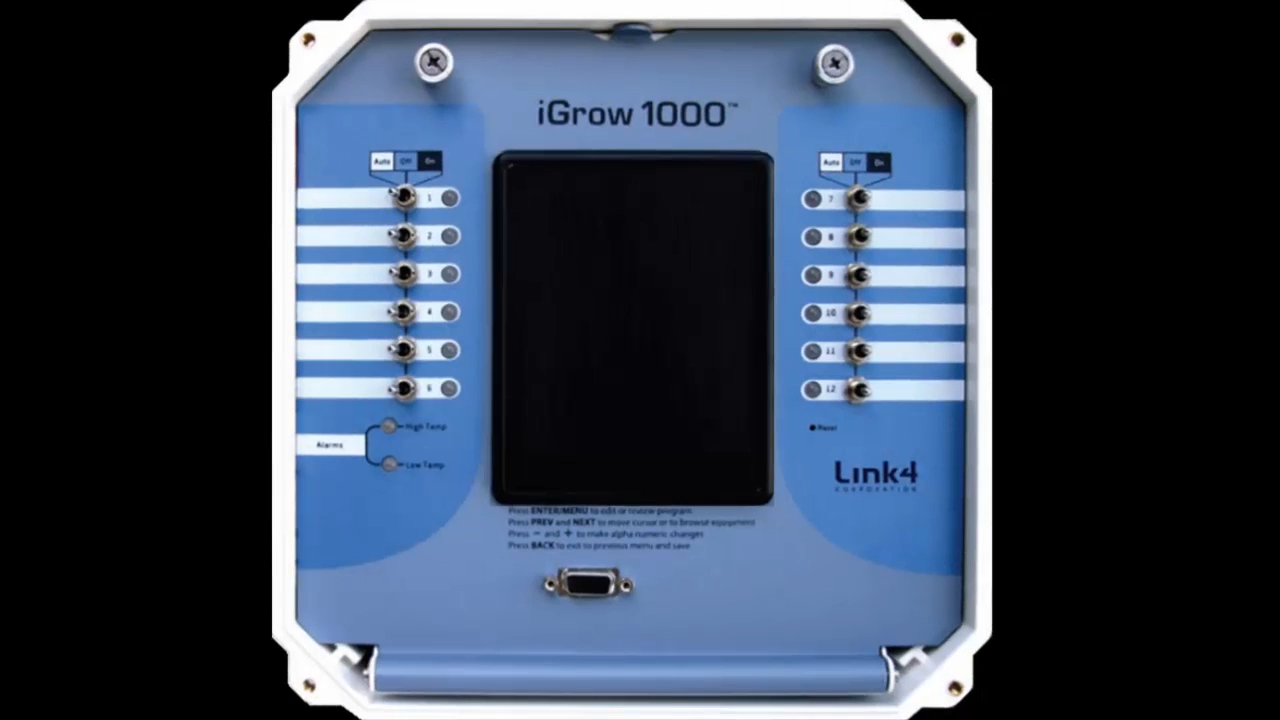 iGrow 1000™
Auto Off On
1
2
3
4
5
6
Alarms
High Temp
Low Temp
Auto Off On
7
8
9
10
11
12
Reset
Link4
CORPORATION
Press ENTER/MENU to edit or review program
Press PREV and NEXT to move cursor or to browse equipment
Press − and + to make alpha numeric changes
Press BACK to exit to previous menu and save